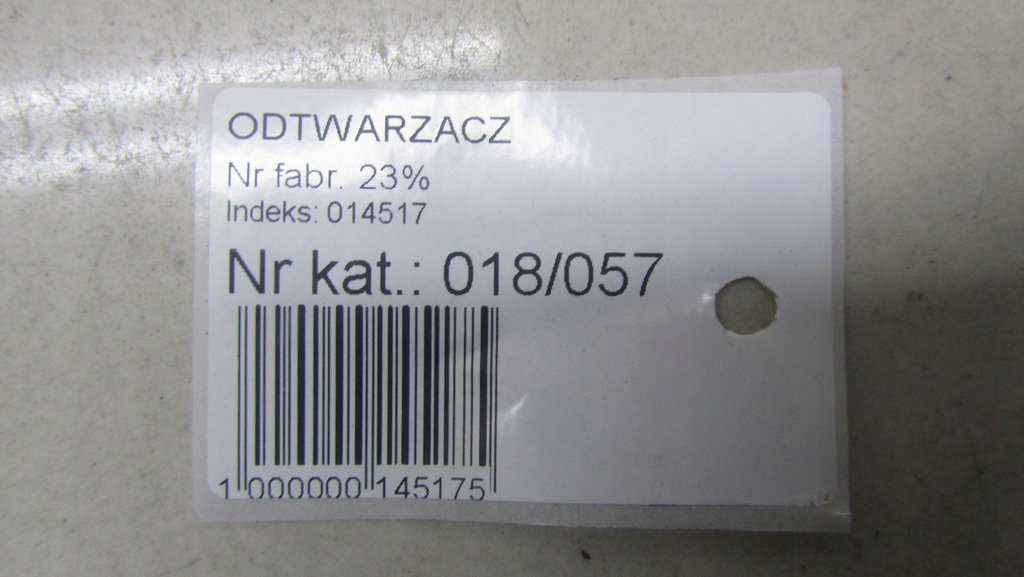 ODTWARZACZ
Nr fabr. 23%
Indeks: 014517
Nr kat.: 018/057
1 000000 145175